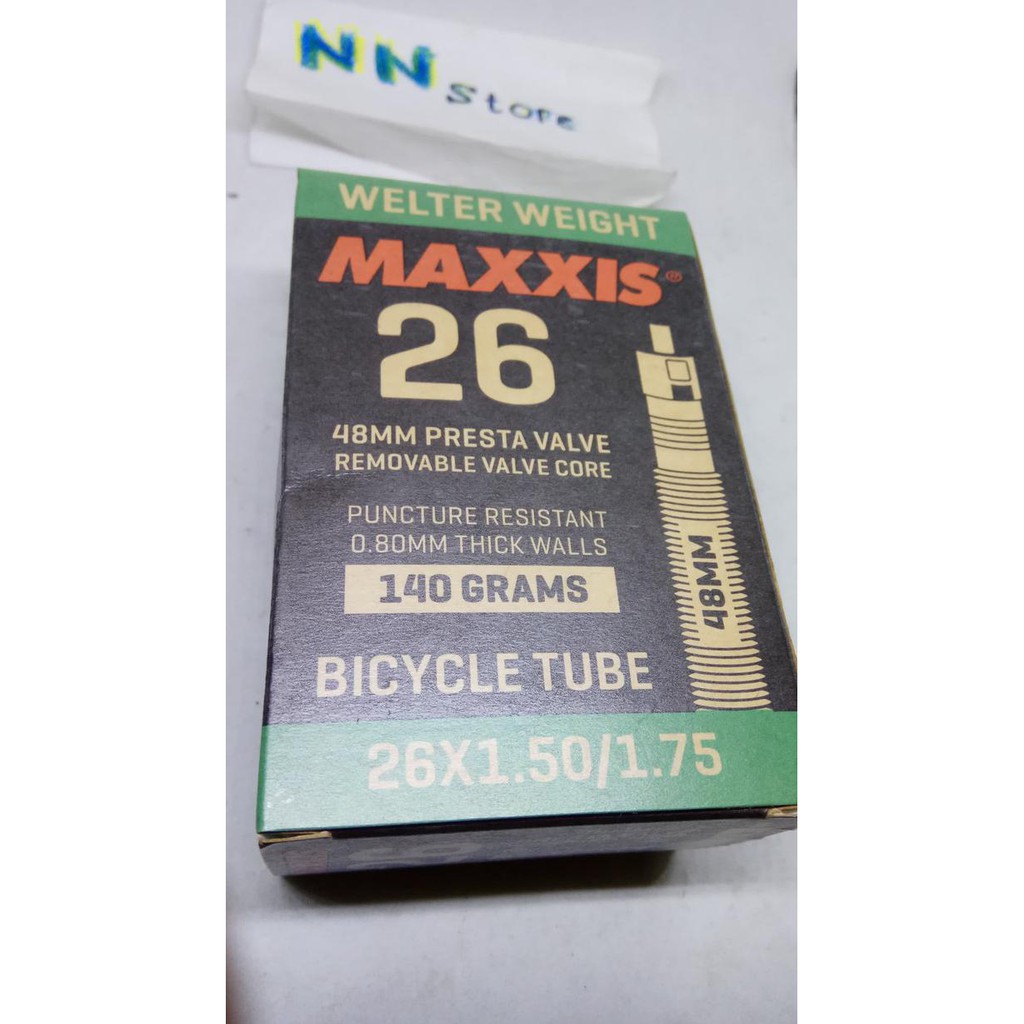 NN Store
WELTER WEIGHT
MAXXIS®
26
48MM PRESTA VALVE
REMOVABLE VALVE CORE
PUNCTURE RESISTANT
0.80MM THICK WALLS
140 GRAMS
48MM
BICYCLE TUBE
26X1.50/1.75